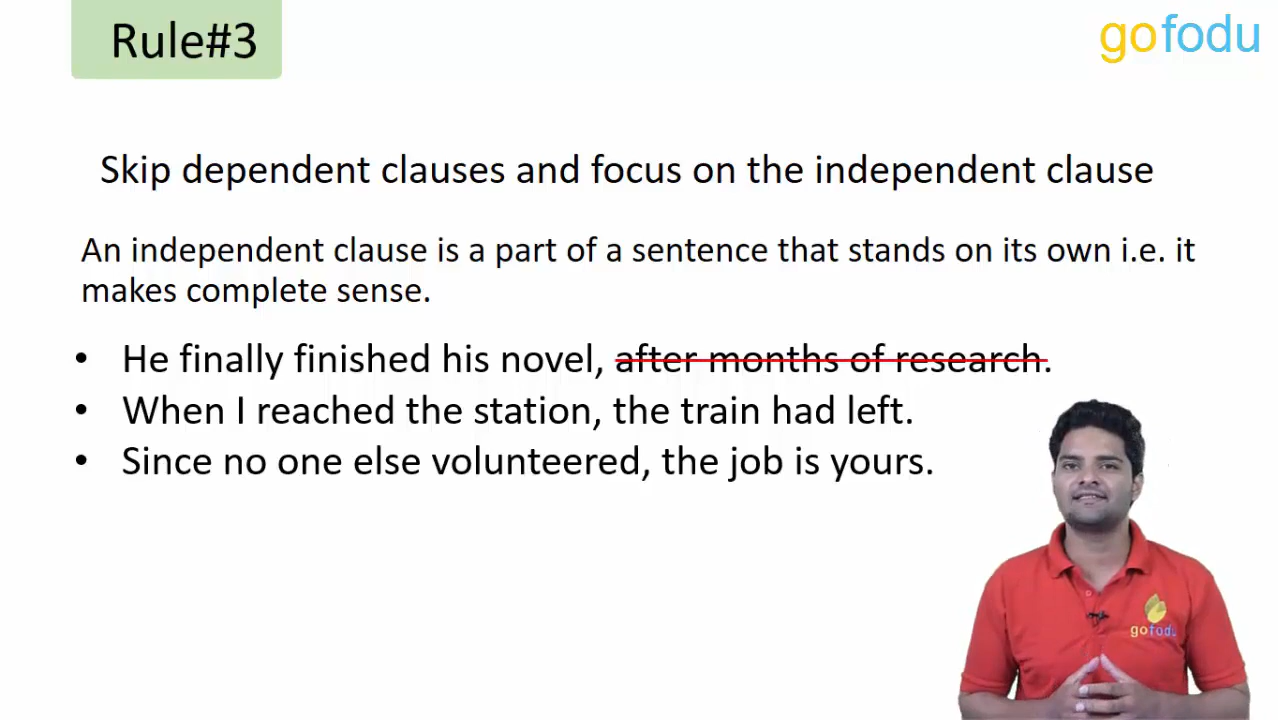 Rule#3
gofodu
Skip dependent clauses and focus on the independent clause
An independent clause is a part of a sentence that stands on its own i.e. it
makes complete sense.
• He finally finished his novel, after months of research.
• When I reached the station, the train had left.
• Since no one else volunteered, the job is yours.
gofodu